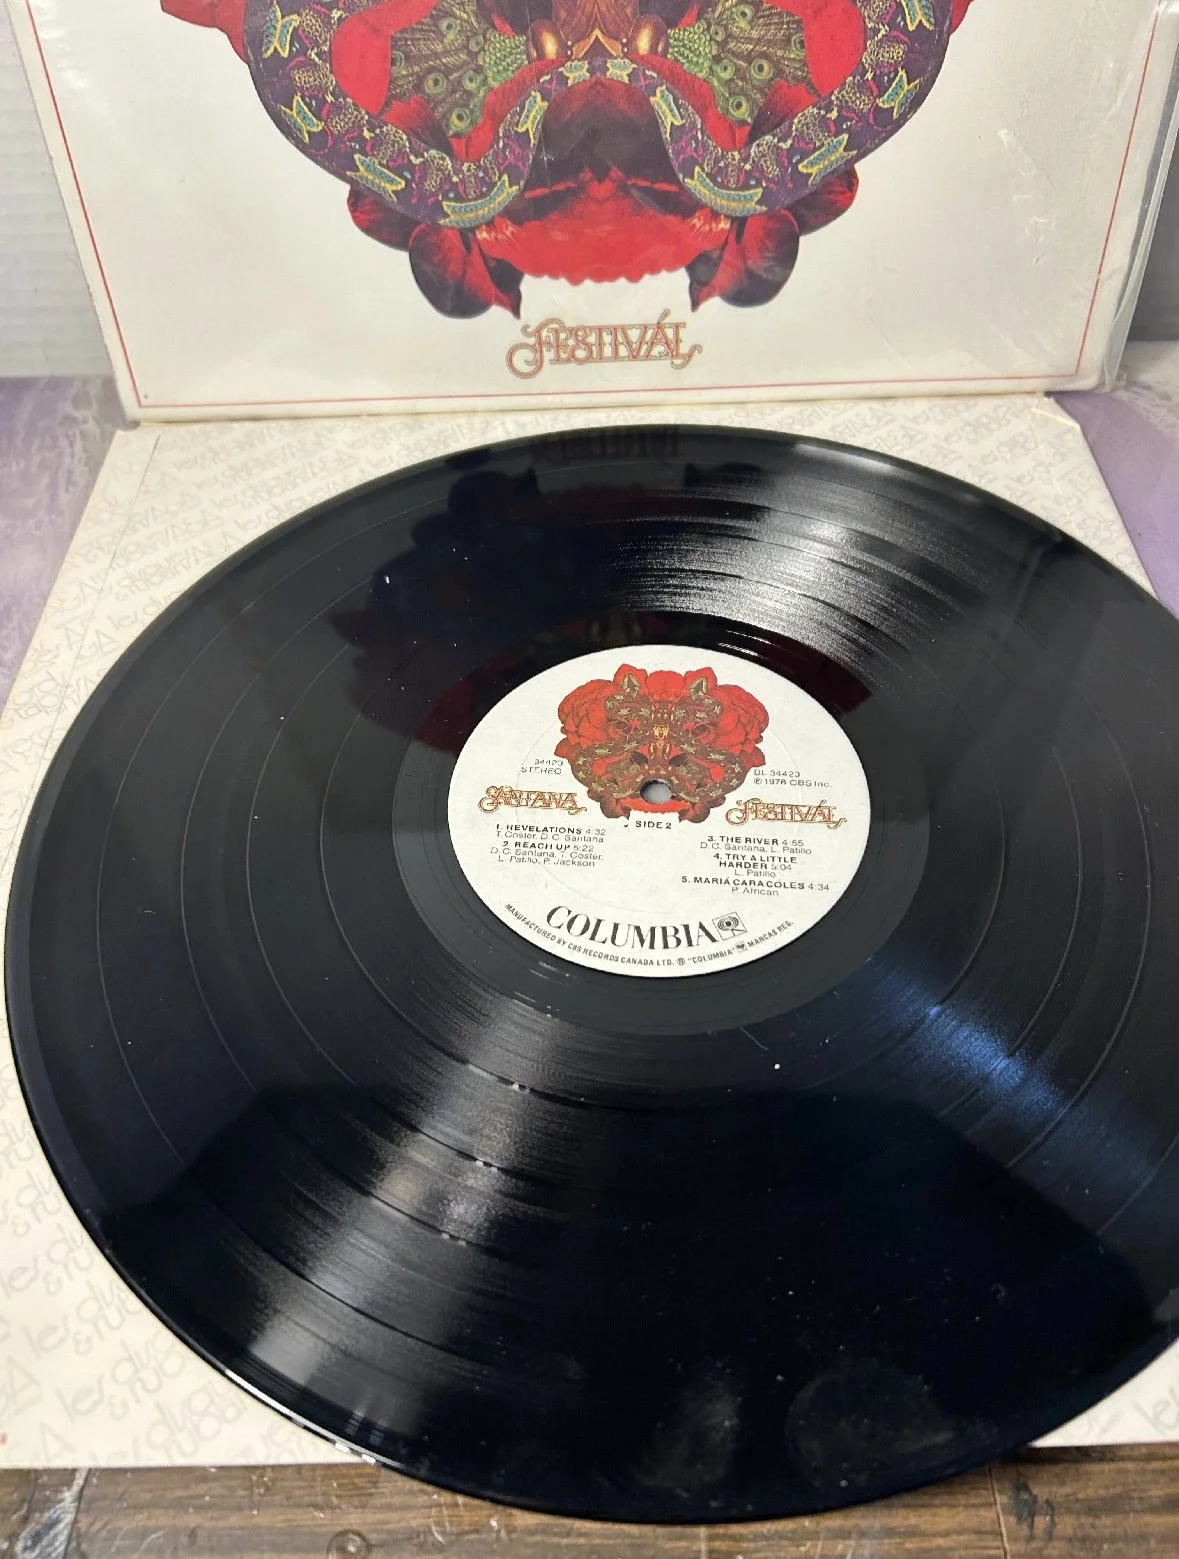 FESTIVÁL
34423
STEREO
BL 34423
℗ 1976 CBS Inc.
SANTANA
FESTIVÁL
SIDE 2
1. REVELATIONS 4:32
T. Coster, D.C. Santana
2. REACH UP 5:22
D.C. Santana, T. Coster,
L. Patillo, P. Jackson
3. THE RIVER 4:55
D.C. Santana, L. Patillo
4. TRY A LITTLE
HARDER 5:04
L. Patillo
5. MARIÁ CARACOLES 4:34
P. African
COLUMBIA
MANUFACTURED BY CBS RECORDS CANADA LTD. ® "COLUMBIA" MARCAS REG.